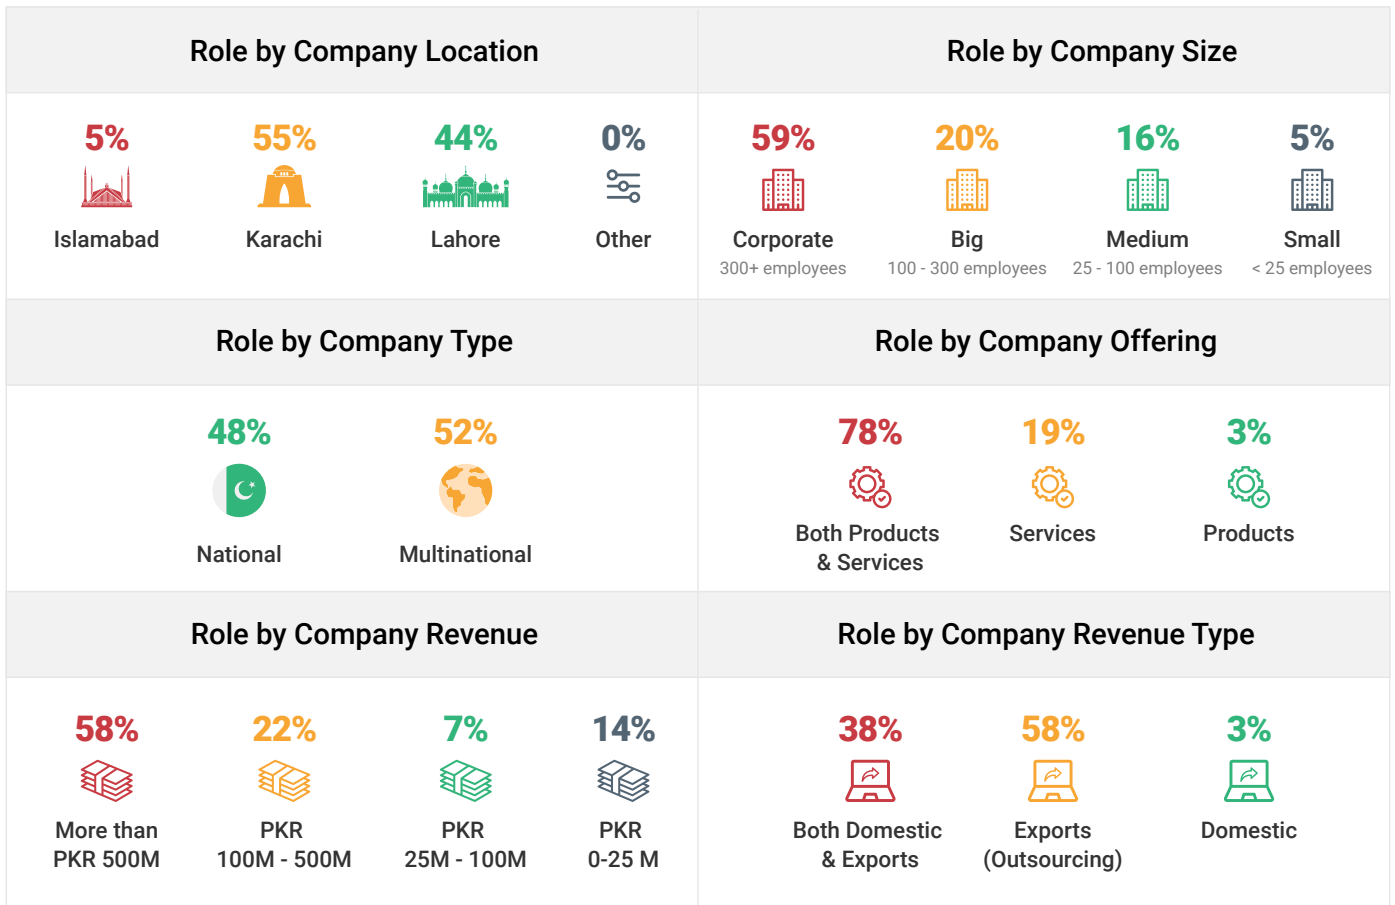 Role by Company Location
5% 55% 44% 0%
Islamabad Karachi Lahore Other
Role by Company Size
59% 20% 16% 5%
Corporate Big Medium Small
300+ employees 100 - 300 employees 25 - 100 employees < 25 employees
Role by Company Type
48% 52%
National Multinational
Role by Company Offering
78% 19% 3%
Both Products Services Products
& Services
Role by Company Revenue
58% 22% 7% 14%
More than PKR PKR PKR
PKR 500M 100M - 500M 25M - 100M 0-25 M
Role by Company Revenue Type
38% 58% 3%
Both Domestic Exports Domestic
& Exports (Outsourcing)